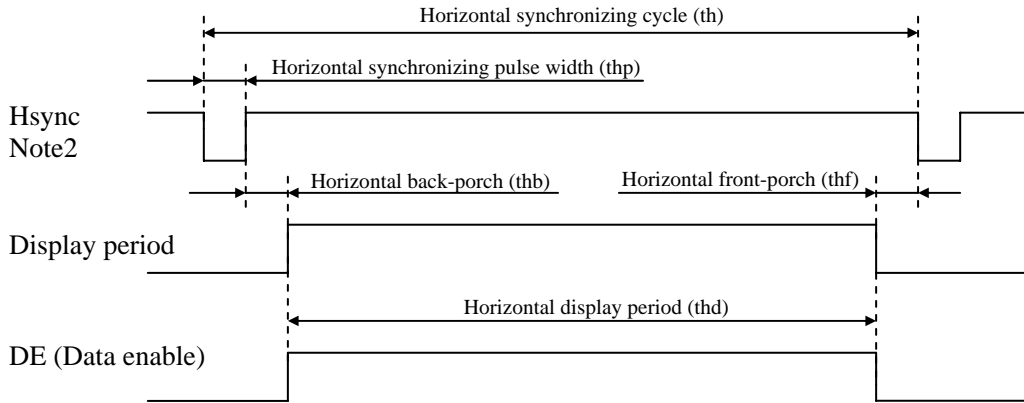 Horizontal synchronizing cycle (th)
Horizontal synchronizing pulse width (thp)
Hsync
Note2
Horizontal back-porch (thb)
Horizontal front-porch (thf)
Display period
Horizontal display period (thd)
DE (Data enable)